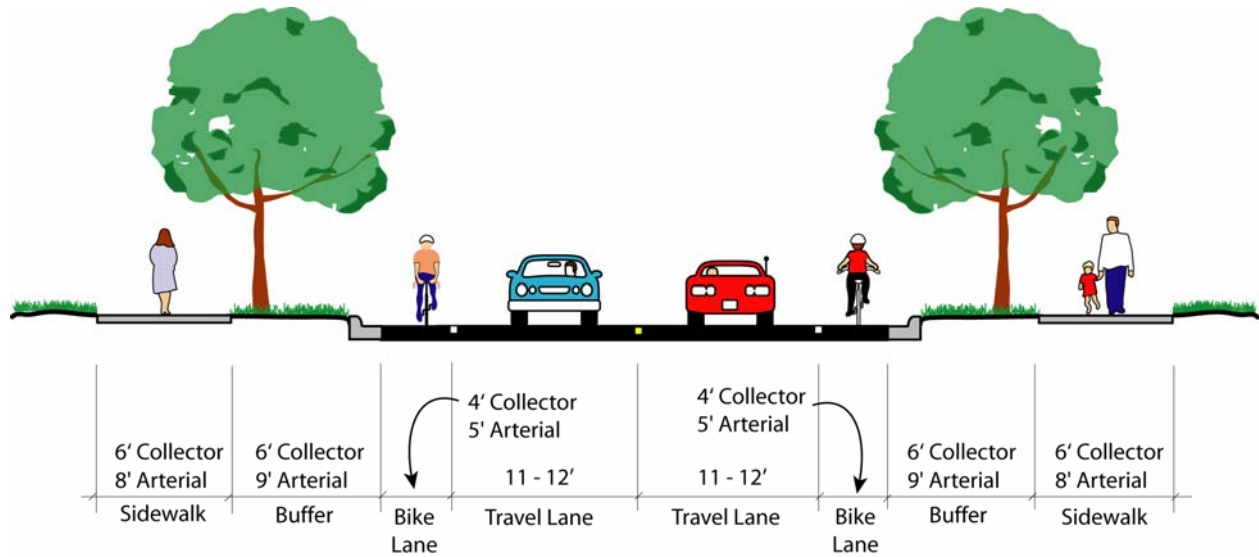 4‘ Collector
5' Arterial
4‘ Collector
5' Arterial
6‘ Collector
8' Arterial
6‘ Collector
9' Arterial
11 - 12’
11 - 12’
6‘ Collector
9' Arterial
6‘ Collector
8' Arterial
Sidewalk
Buffer
Bike
Lane
Travel Lane
Travel Lane
Bike
Lane
Buffer
Sidewalk